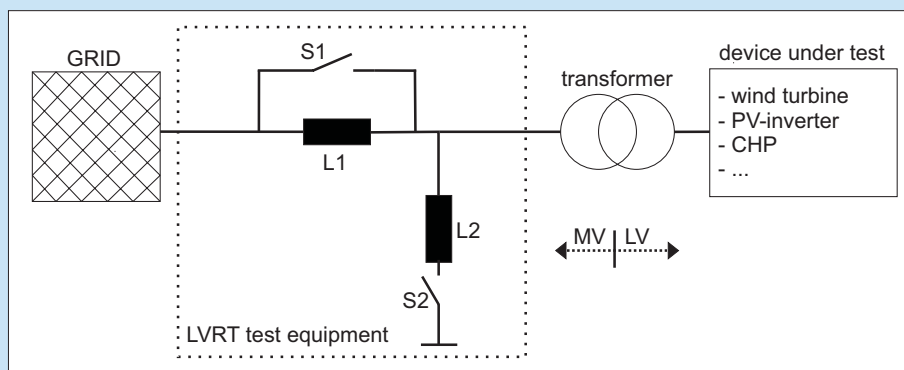 GRID
S1
L1
L2
S2
LVRT test equipment
transformer
MV LV
device under test
- wind turbine
- PV-inverter
- CHP
- ...